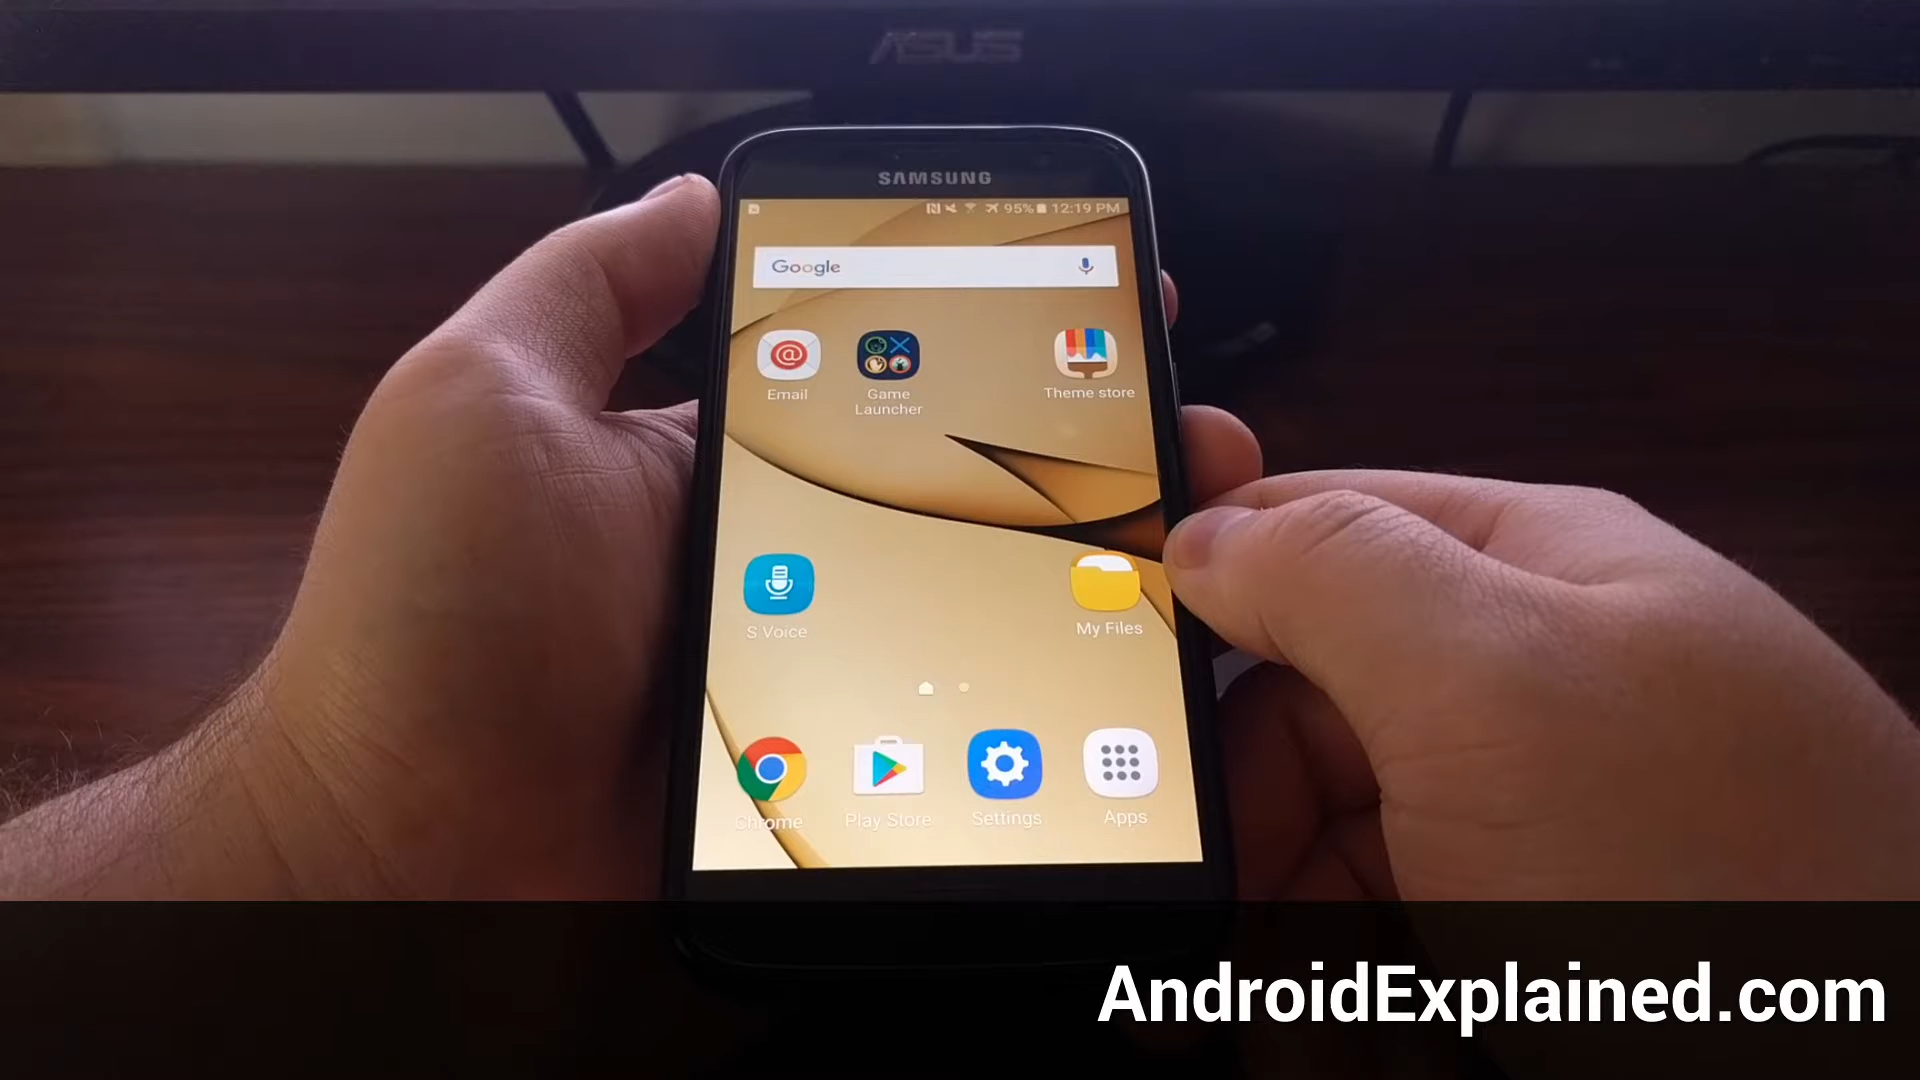 ASUS
SAMSUNG
95% 12:19 PM
Google
Email
Game
Launcher
Theme store
S Voice
My Files
Chrome
Play Store
Settings
Apps
AndroidExplained.com